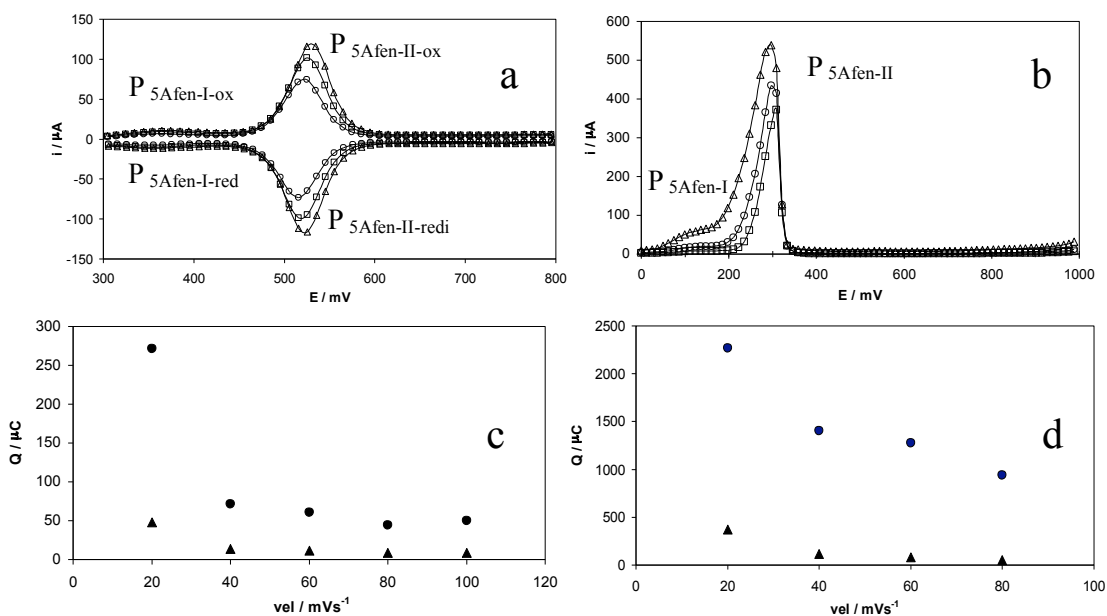 150
100
50
0
-50
-100
-150
i / µA
P 5Afen-I-ox
P 5Afen-II-ox
a
P 5Afen-I-red
P 5Afen-II-redi
300 400 500 600 700 800
E / mV
600
500
400
300
200
100
0
i / µA
P 5Afen-II
b
P 5Afen-I
0 200 400 600 800 1000
E / mV
300
250
200
150
100
50
0
Q / µC
c
0 20 40 60 80 100 120
vel / mVs-1
2500
2000
1500
1000
500
0
Q / µC
d
0 20 40 60 80 100
vel / mVs-1